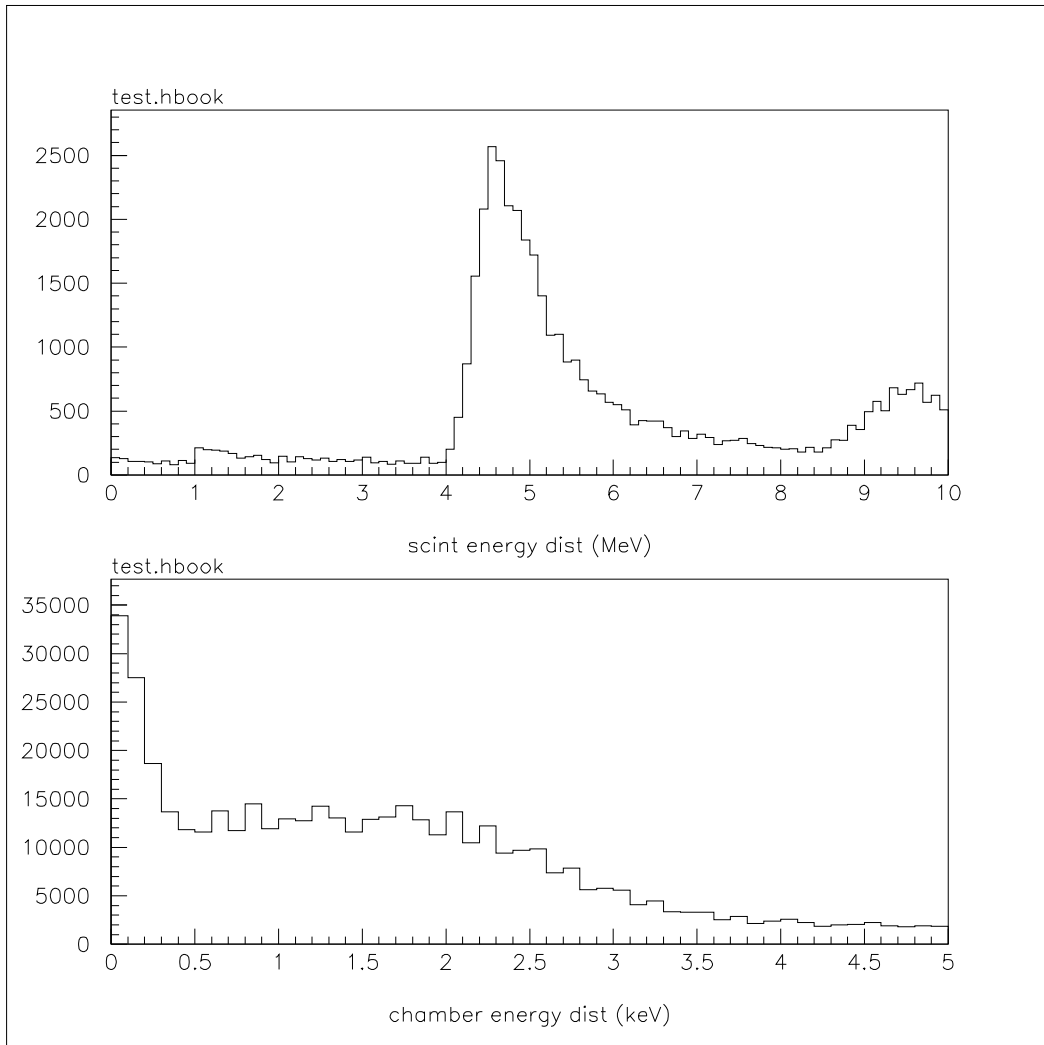 test.hbook
2500
2000
1500
1000
500
0
0 1 2 3 4 5 6 7 8 9 10
scint energy dist (MeV)
test.hbook
35000
30000
25000
20000
15000
10000
5000
0
0 0.5 1 1.5 2 2.5 3 3.5 4 4.5 5
chamber energy dist (keV)